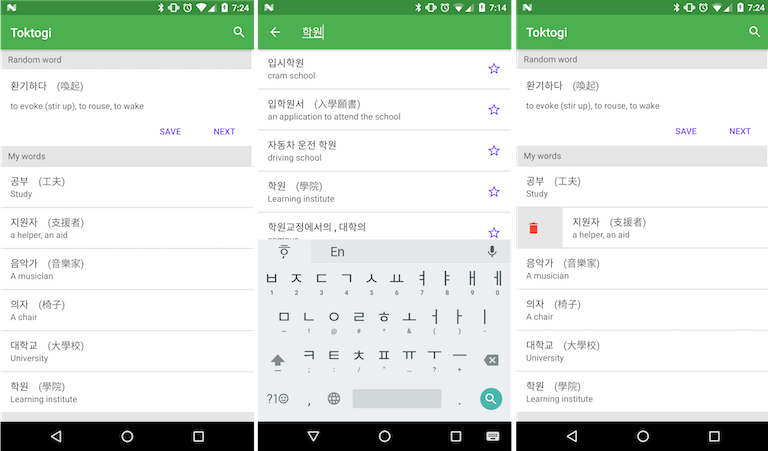 7:24
Toktogi
Random word
환기하다 (喚起)
to evoke (stir up), to rouse, to wake
SAVE NEXT
My words
공부 (工夫)
Study
지원자 (支援者)
a helper, an aid
음악가 (音樂家)
A musician
의자 (椅子)
A chair
대학교 (大學校)
University
학원 (學院)
Learning institute
7:14
학원
입시학원
cram school
입학원서 (入學願書)
an application to attend the school
자동차 운전 학원
driving school
학원 (學院)
Learning institute
학원교정에서의 , 대학의
campus
En
ㅂ ㅈ ㄷ ㄱ ㅅ ㅛ ㅕ ㅑ ㅐ ㅔ
1 2 3 4 5 6 7 8 9 0
ㅁ ㄴ ㅇ ㄹ ㅎ ㅗ ㅓ ㅏ ㅣ
~ ! @ # ^ & ( ) -
ㅋ ㅌ ㅊ ㅍ ㅠ ㅜ ㅡ
; : / ^ " ? +
?1☺ , .
7:24
Toktogi
Random word
환기하다 (喚起)
to evoke (stir up), to rouse, to wake
SAVE NEXT
My words
공부 (工夫)
Study
지원자 (支援者)
a helper, an aid
음악가 (音樂家)
A musician
의자 (椅子)
A chair
대학교 (大學校)
University
학원 (學院)
Learning institute